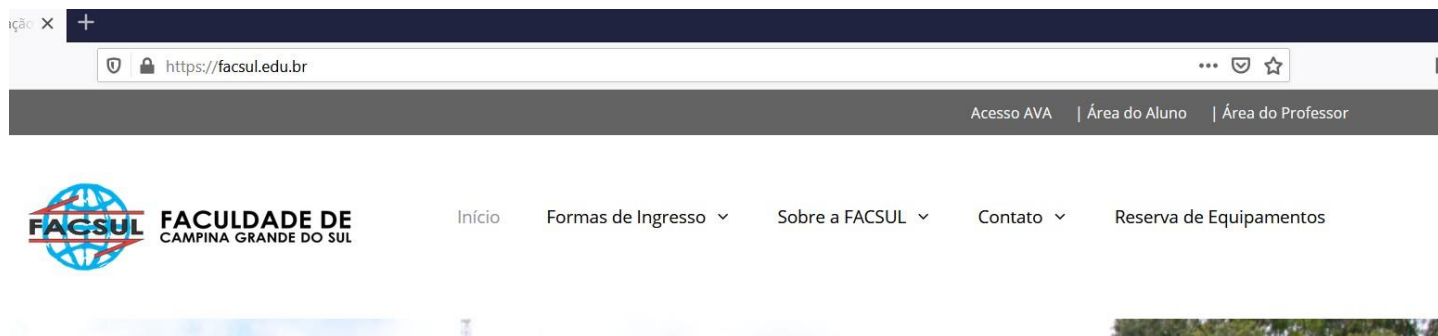 ação
https://facsul.edu.br
Acesso AVA | Área do Aluno | Área do Professor
FACSUL
FACULDADE DE
CAMPINA GRANDE DO SUL
Início Formas de Ingresso Sobre a FACSUL Contato Reserva de Equipamentos